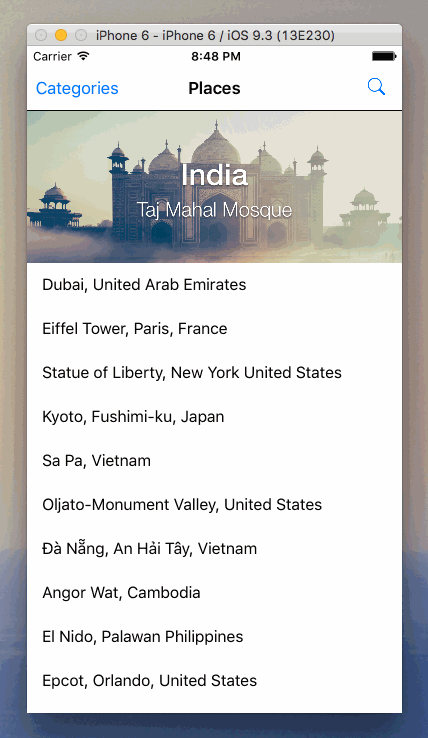 iPhone 6 - iPhone 6 / iOS 9.3 (13E230)
Carrier 8:48 PM
Categories Places
India
Taj Mahal Mosque
Dubai, United Arab Emirates
Eiffel Tower, Paris, France
Statue of Liberty, New York United States
Kyoto, Fushimi-ku, Japan
Sa Pa, Vietnam
Oljato-Monument Valley, United States
Đà Nẵng, An Hải Tây, Vietnam
Angor Wat, Cambodia
El Nido, Palawan Philippines
Epcot, Orlando, United States